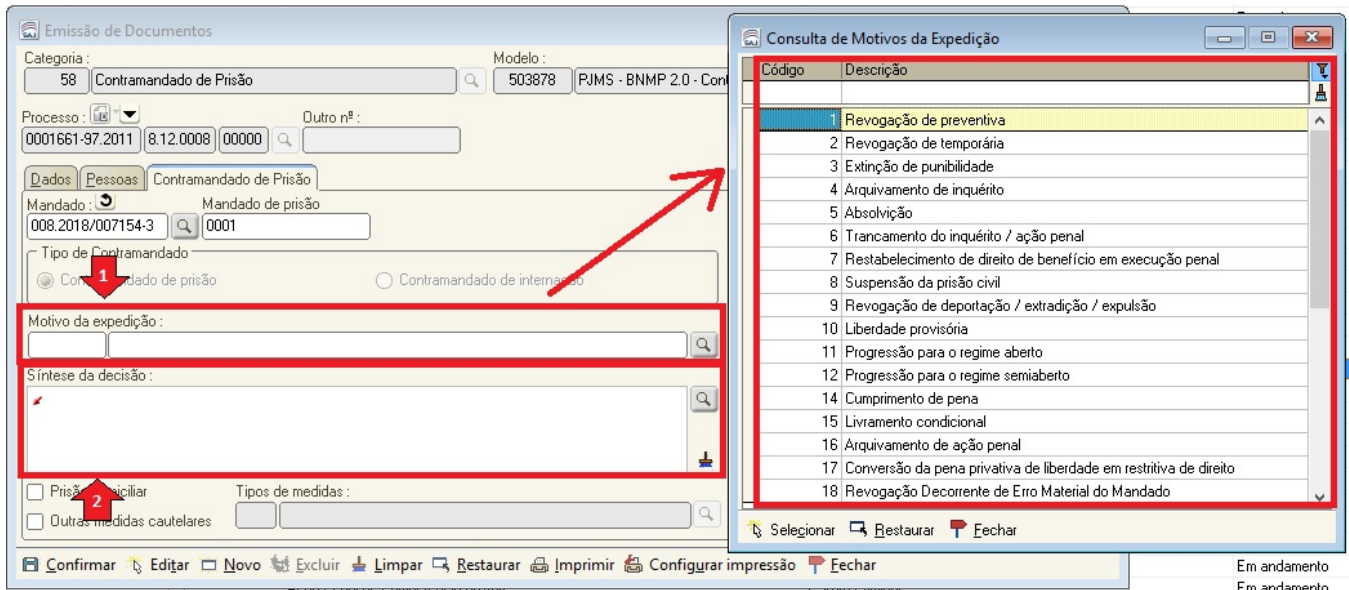 Emissão de Documentos
Categoria :
Modelo :
58 Contramandado de Prisão
503878 PJMS - BNMP 2.0 -
Processo :
Outro nº :
0001661-97.2011 8.12.0008 00000
Dados Pessoas Contramandado de Prisão
Mandado :
Mandado de prisão
008.2018/007154-3 0001
Tipo de Contramandado
1
de prisão
Contramandado de internação
Motivo da expedição :
Síntese da decisão :
2
Tipos de medidas :
Outras medidas cautelares
Confirmar Editar Novo Excluir Limpar Restaurar Imprimir Configurar impressão Fechar
Consulta de Motivos da Expedição
Código Descrição
1 Revogação de preventiva
2 Revogação de temporária
3 Extinção de punibilidade
4 Arquivamento de inquérito
5 Absolvição
6 Trancamento do inquérito / ação penal
7 Restabelecimento de direito de benefício em execução penal
8 Suspensão da prisão civil
9 Revogação de deportação / extradição / expulsão
10 Liberdade provisória
11 Progressão para o regime aberto
12 Progressão para o regime semiaberto
14 Cumprimento de pena
15 Livramento condicional
16 Arquivamento de ação penal
17 Conversão da pena privativa de liberdade em restritiva de direito
18 Revogação Decorrente de Erro Material do Mandado
Selecionar Restaurar Fechar
Em andamento
Em andamento